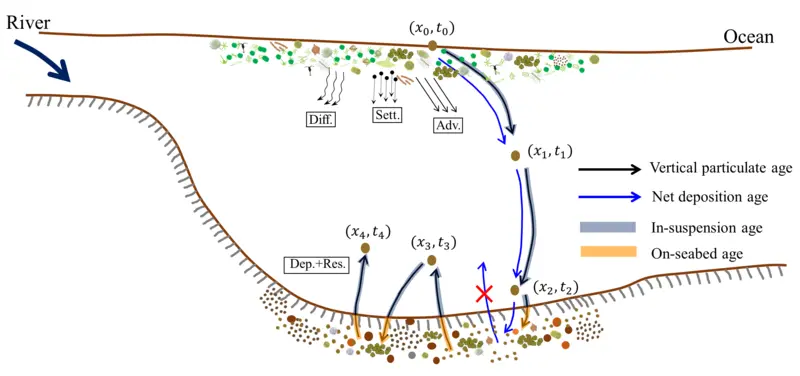 River
(x₀, t₀)
Ocean
Diff.
Sett.
Adv.
(x₁, t₁)
Vertical particulate age
Net deposition age
In-suspension age
On-seabed age
(x₄, t₄)
(x₃, t₃)
Dep.+Res.
(x₂, t₂)